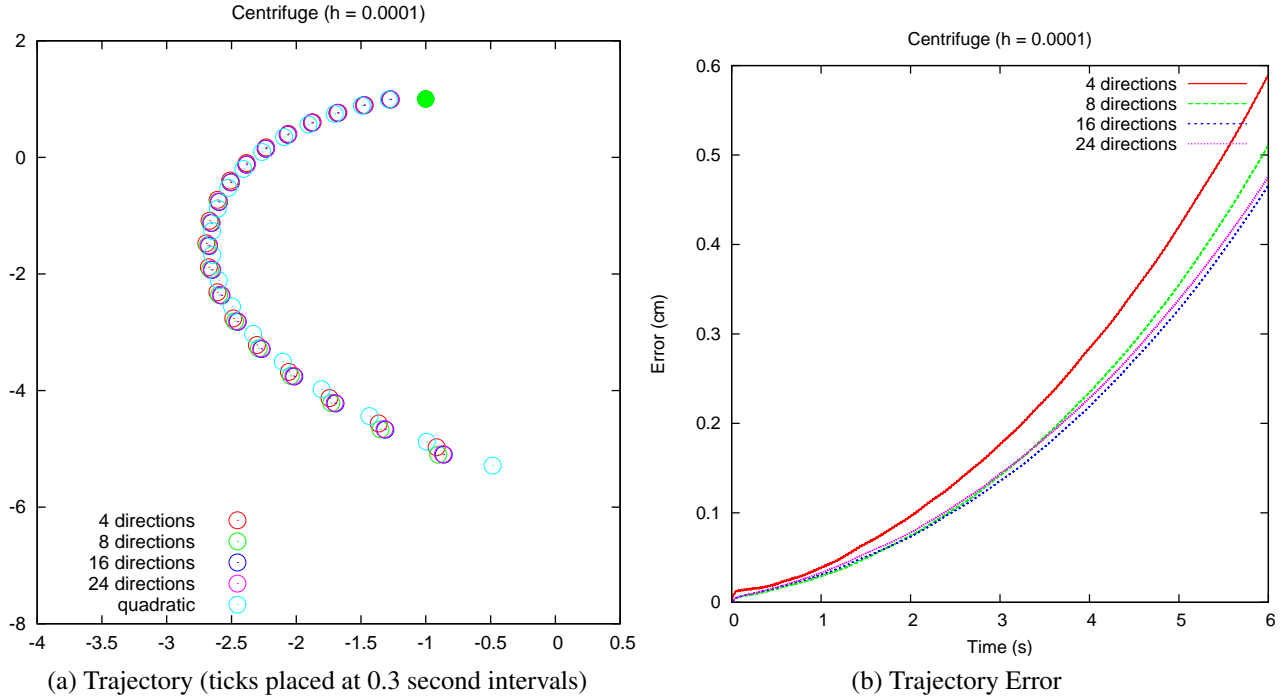 Centrifuge (h = 0.0001)
2
0
-2
-4
-6
-8
-4
-3.5
-3
-2.5
-2
-1.5
-1
-0.5
0
0.5
4 directions
8 directions
16 directions
24 directions
quadratic
(a) Trajectory (ticks placed at 0.3 second intervals)
Centrifuge (h = 0.0001)
0.6
0.5
0.4
0.3
0.2
0.1
0
Error (cm)
0
1
2
3
4
5
6
Time (s)
4 directions
8 directions
16 directions
24 directions
(b) Trajectory Error